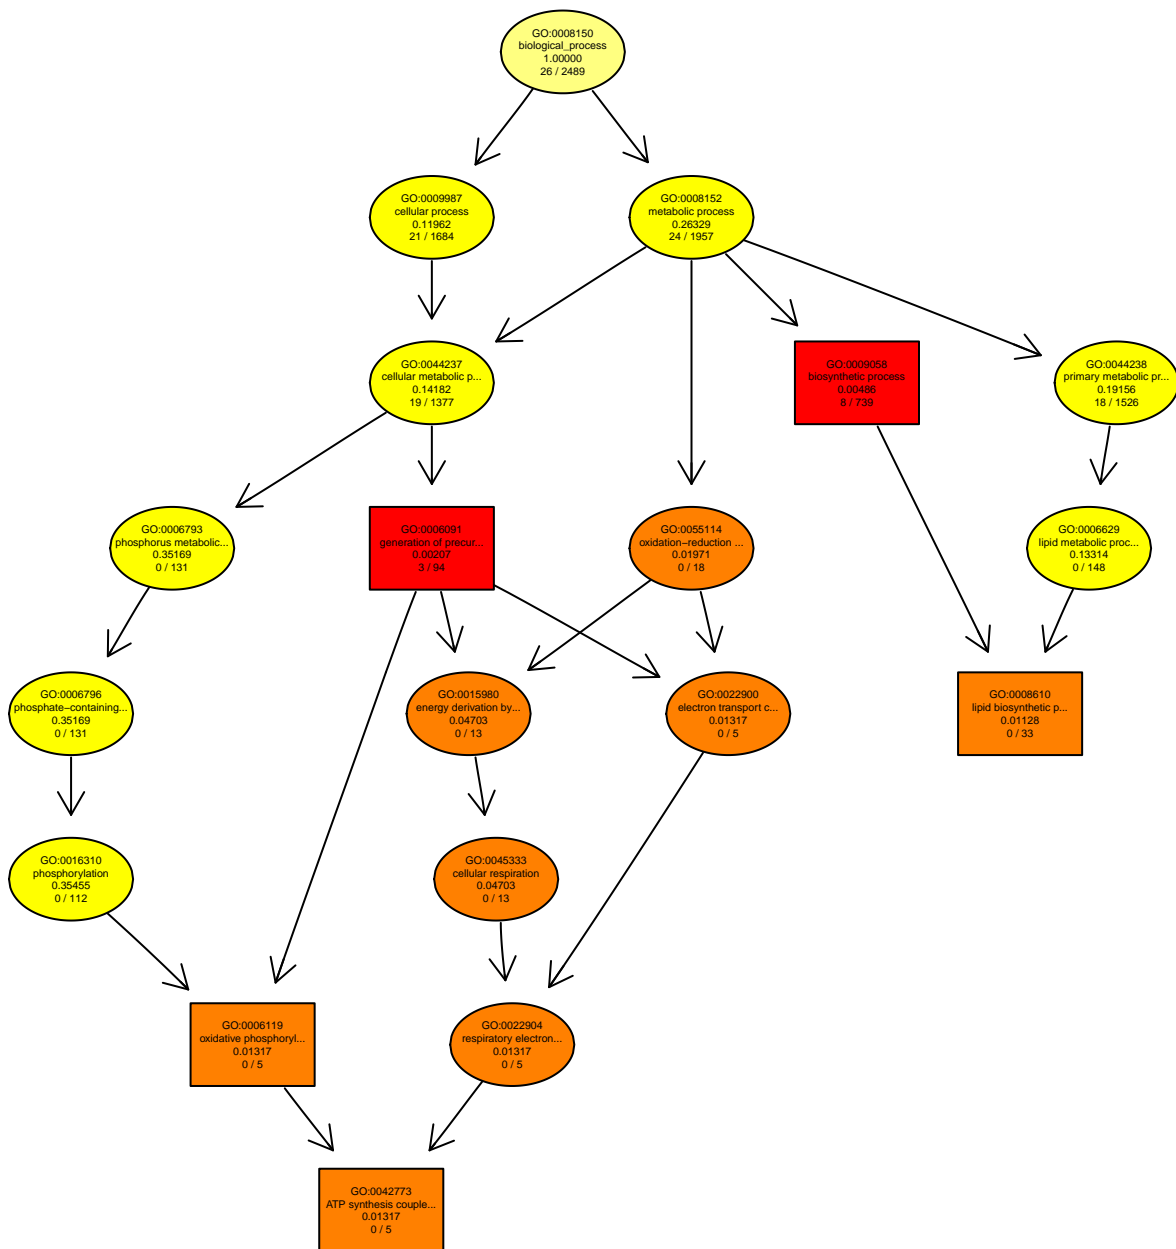 GO:0008150
biological_process
1.00000
26 / 2489
GO:0009987
cellular process
0.11962
21 / 1684
GO:0008152
metabolic process
0.26329
24 / 1957
GO:0044237
cellular metabolic p...
0.14182
19 / 1377
GO:0009058
biosynthetic process
0.00486
8 / 739
GO:0044238
primary metabolic pr...
0.19156
18 / 1526
GO:0006793
phosphorus metabolic...
0.35169
0 / 131
GO:0006091
generation of precur...
0.00207
3 / 94
GO:0055114
oxidation−reduction ...
0.01971
0 / 18
GO:0006629
lipid metabolic proc...
0.13314
0 / 148
GO:0006796
phosphate−containing...
0.35169
0 / 131
GO:0015980
energy derivation by...
0.04703
0 / 13
GO:0022900
electron transport c...
0.01317
0 / 5
GO:0008610
lipid biosynthetic p...
0.01128
0 / 33
GO:0016310
phosphorylation
0.35455
0 / 112
GO:0045333
cellular respiration
0.04703
0 / 13
GO:0006119
oxidative phosphoryl...
0.01317
0 / 5
GO:0022904
respiratory electron...
0.01317
0 / 5
GO:0042773
ATP synthesis couple...
0.01317
0 / 5